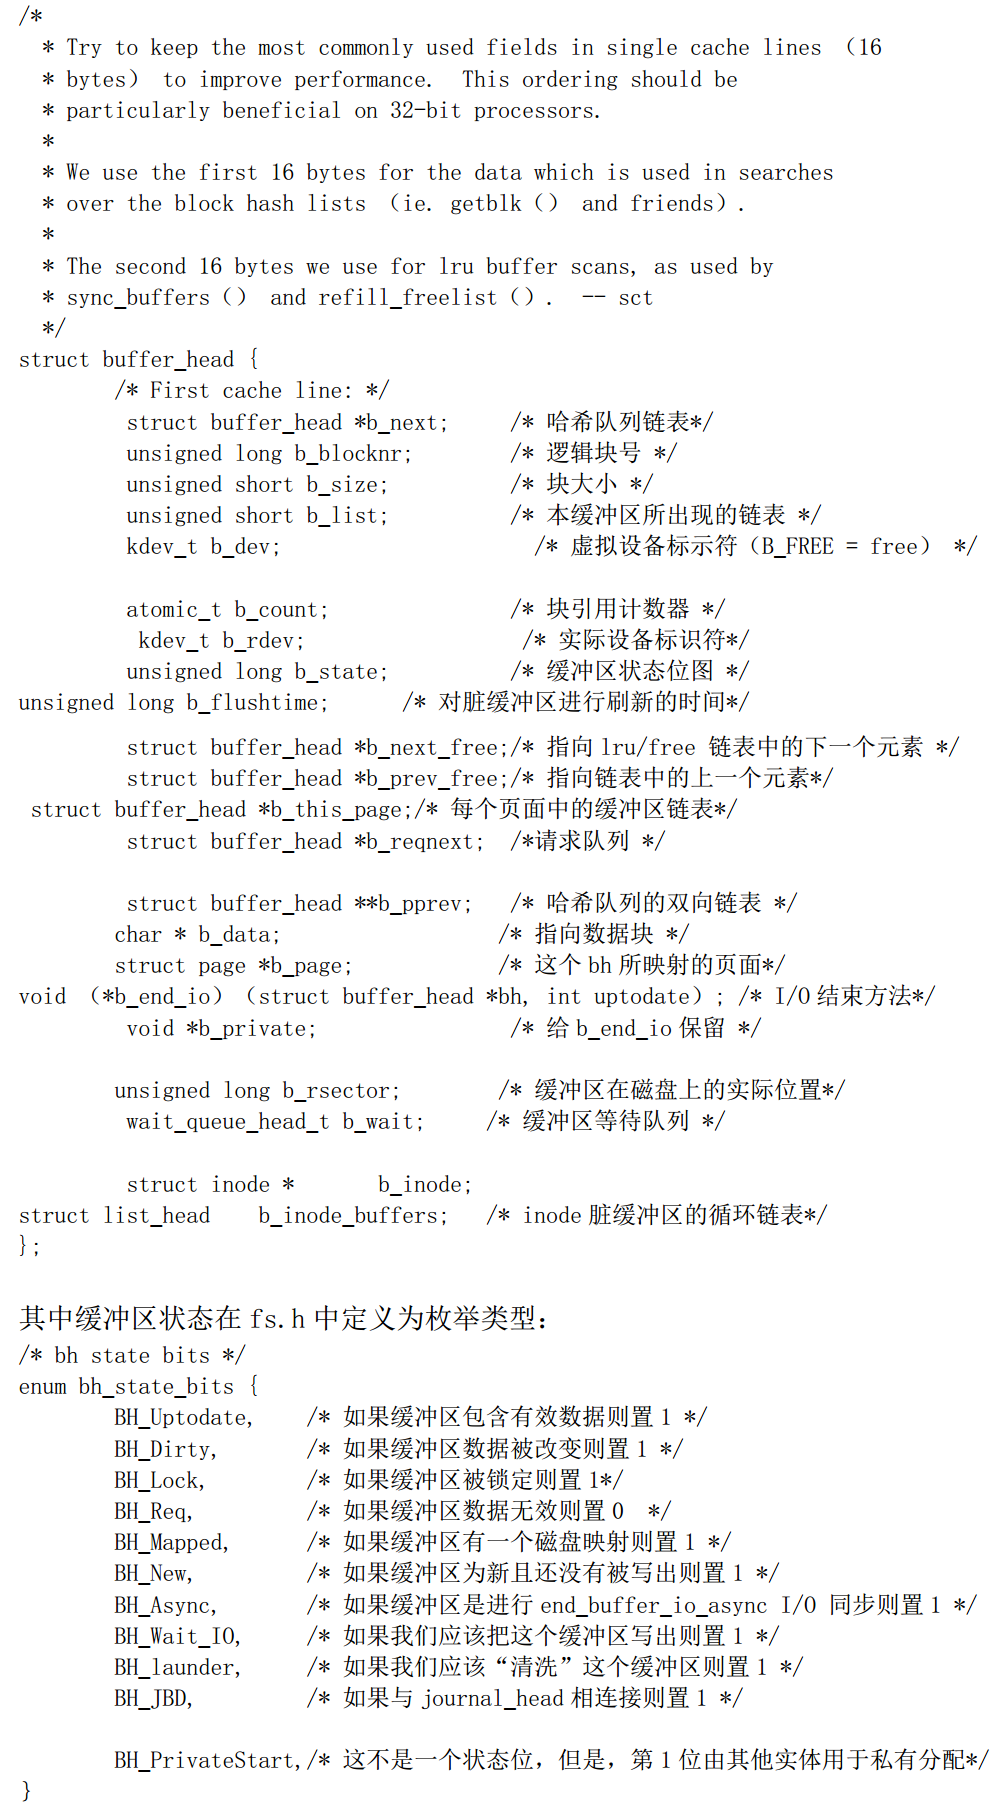 /*
  * Try to keep the most commonly used fields in single cache lines （16
  * bytes） to improve performance.  This ordering should be
  * particularly beneficial on 32-bit processors.
  *
  * We use the first 16 bytes for the data which is used in searches
  * over the block hash lists （ie. getblk（） and friends）.
  *
  * The second 16 bytes we use for lru buffer scans, as used by
  * sync_buffers（） and refill_freelist（）.  -- sct
  */
struct buffer_head {
        /* First cache line: */
         struct buffer_head *b_next;     /* 哈希队列链表*/
         unsigned long b_blocknr;        /* 逻辑块号 */
         unsigned short b_size;          /* 块大小 */
         unsigned short b_list;          /* 本缓冲区所出现的链表 */
         kdev_t b_dev;                     /* 虚拟设备标示符（B_FREE = free） */
         atomic_t b_count;               /* 块引用计数器 */
          kdev_t b_rdev;                  /* 实际设备标识符*/
         unsigned long b_state;          /* 缓冲区状态位图 */
unsigned long b_flushtime;      /* 对脏缓冲区进行刷新的时间*/
         struct buffer_head *b_next_free;/* 指向 lru/free 链表中的下一个元素 */
         struct buffer_head *b_prev_free;/* 指向链表中的上一个元素*/
 struct buffer_head *b_this_page;/* 每个页面中的缓冲区链表*/
         struct buffer_head *b_reqnext;  /*请求队列 */
         struct buffer_head **b_pprev;   /* 哈希队列的双向链表 */
        char * b_data;                  /* 指向数据块 */
        struct page *b_page;            /* 这个 bh 所映射的页面*/
void （*b_end_io）（struct buffer_head *bh, int uptodate）; /* I/O 结束方法*/
         void *b_private;                /* 给 b_end_io 保留 */
        unsigned long b_rsector;        /* 缓冲区在磁盘上的实际位置*/
         wait_queue_head_t b_wait;     /* 缓冲区等待队列 */
         struct inode *       b_inode;
struct list_head    b_inode_buffers;   /* inode 脏缓冲区的循环链表*/
};
其中缓冲区状态在 fs.h 中定义为枚举类型：
/* bh state bits */
enum bh_state_bits {
        BH_Uptodate,    /* 如果缓冲区包含有效数据则置 1 */
        BH_Dirty,       /* 如果缓冲区数据被改变则置 1 */
        BH_Lock,        /* 如果缓冲区被锁定则置 1*/
        BH_Req,         /* 如果缓冲区数据无效则置 0  */
        BH_Mapped,      /* 如果缓冲区有一个磁盘映射则置 1 */
        BH_New,         /* 如果缓冲区为新且还没有被写出则置 1 */
        BH_Async,       /* 如果缓冲区是进行 end_buffer_io_async I/O 同步则置 1 */
        BH_Wait_IO,     /* 如果我们应该把这个缓冲区写出则置 1 */
        BH_launder,     /* 如果我们应该“清洗”这个缓冲区则置 1 */
        BH_JBD,         /* 如果与 journal_head 相连接则置 1 */
        BH_PrivateStart,/* 这不是一个状态位，但是，第 1 位由其他实体用于私有分配*/
}